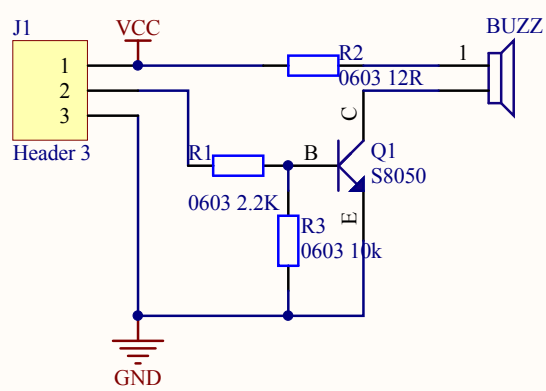 J1
VCC
BUZZ
1
2
3
Header 3
R2
0603 12R
1
C
R1
B
Q1
S8050
0603 2.2K
E
R3
0603 10k
GND